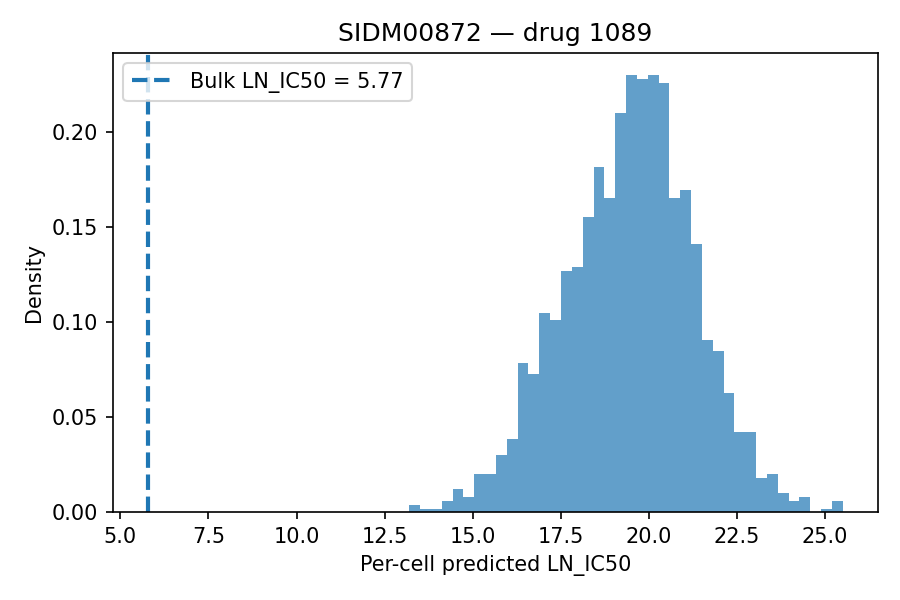 SIDM00872 — drug 1089
Bulk LN_IC50 = 5.77
Density
0.20
0.15
0.10
0.05
0.00
5.0 7.5 10.0 12.5 15.0 17.5 20.0 22.5 25.0
Per-cell predicted LN_IC50